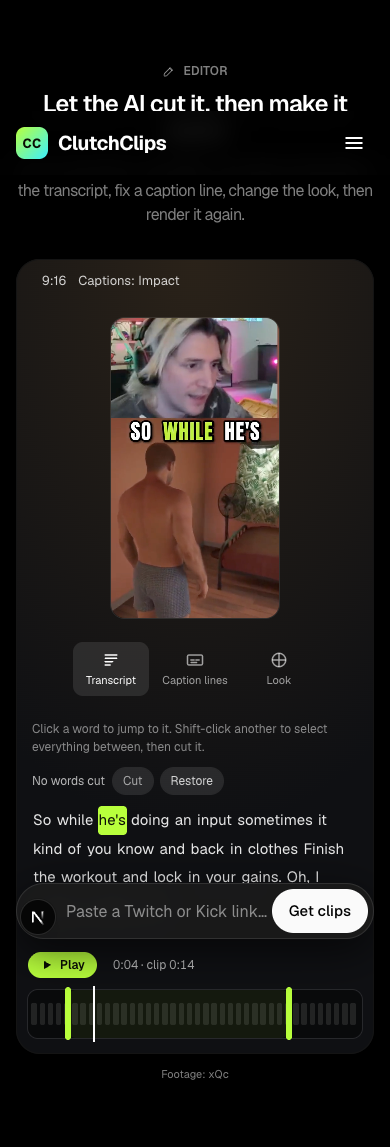 EDITOR
Let the AI cut it, then make it
CC ClutchClips
the transcript, fix a caption line, change the look, then
render it again.
9:16 Captions: Impact
SO WHILE HE'S
Transcript Caption lines Look
Click a word to jump to it. Shift-click another to select
everything between, then cut it.
No words cut Cut Restore
So while he's doing an input sometimes it
kind of you know and back in clothes Finish
the workout and lock in your gains. Oh, I
N Paste a Twitch or Kick link... Get clips
Play 0:04 · clip 0:14
Footage: xQc